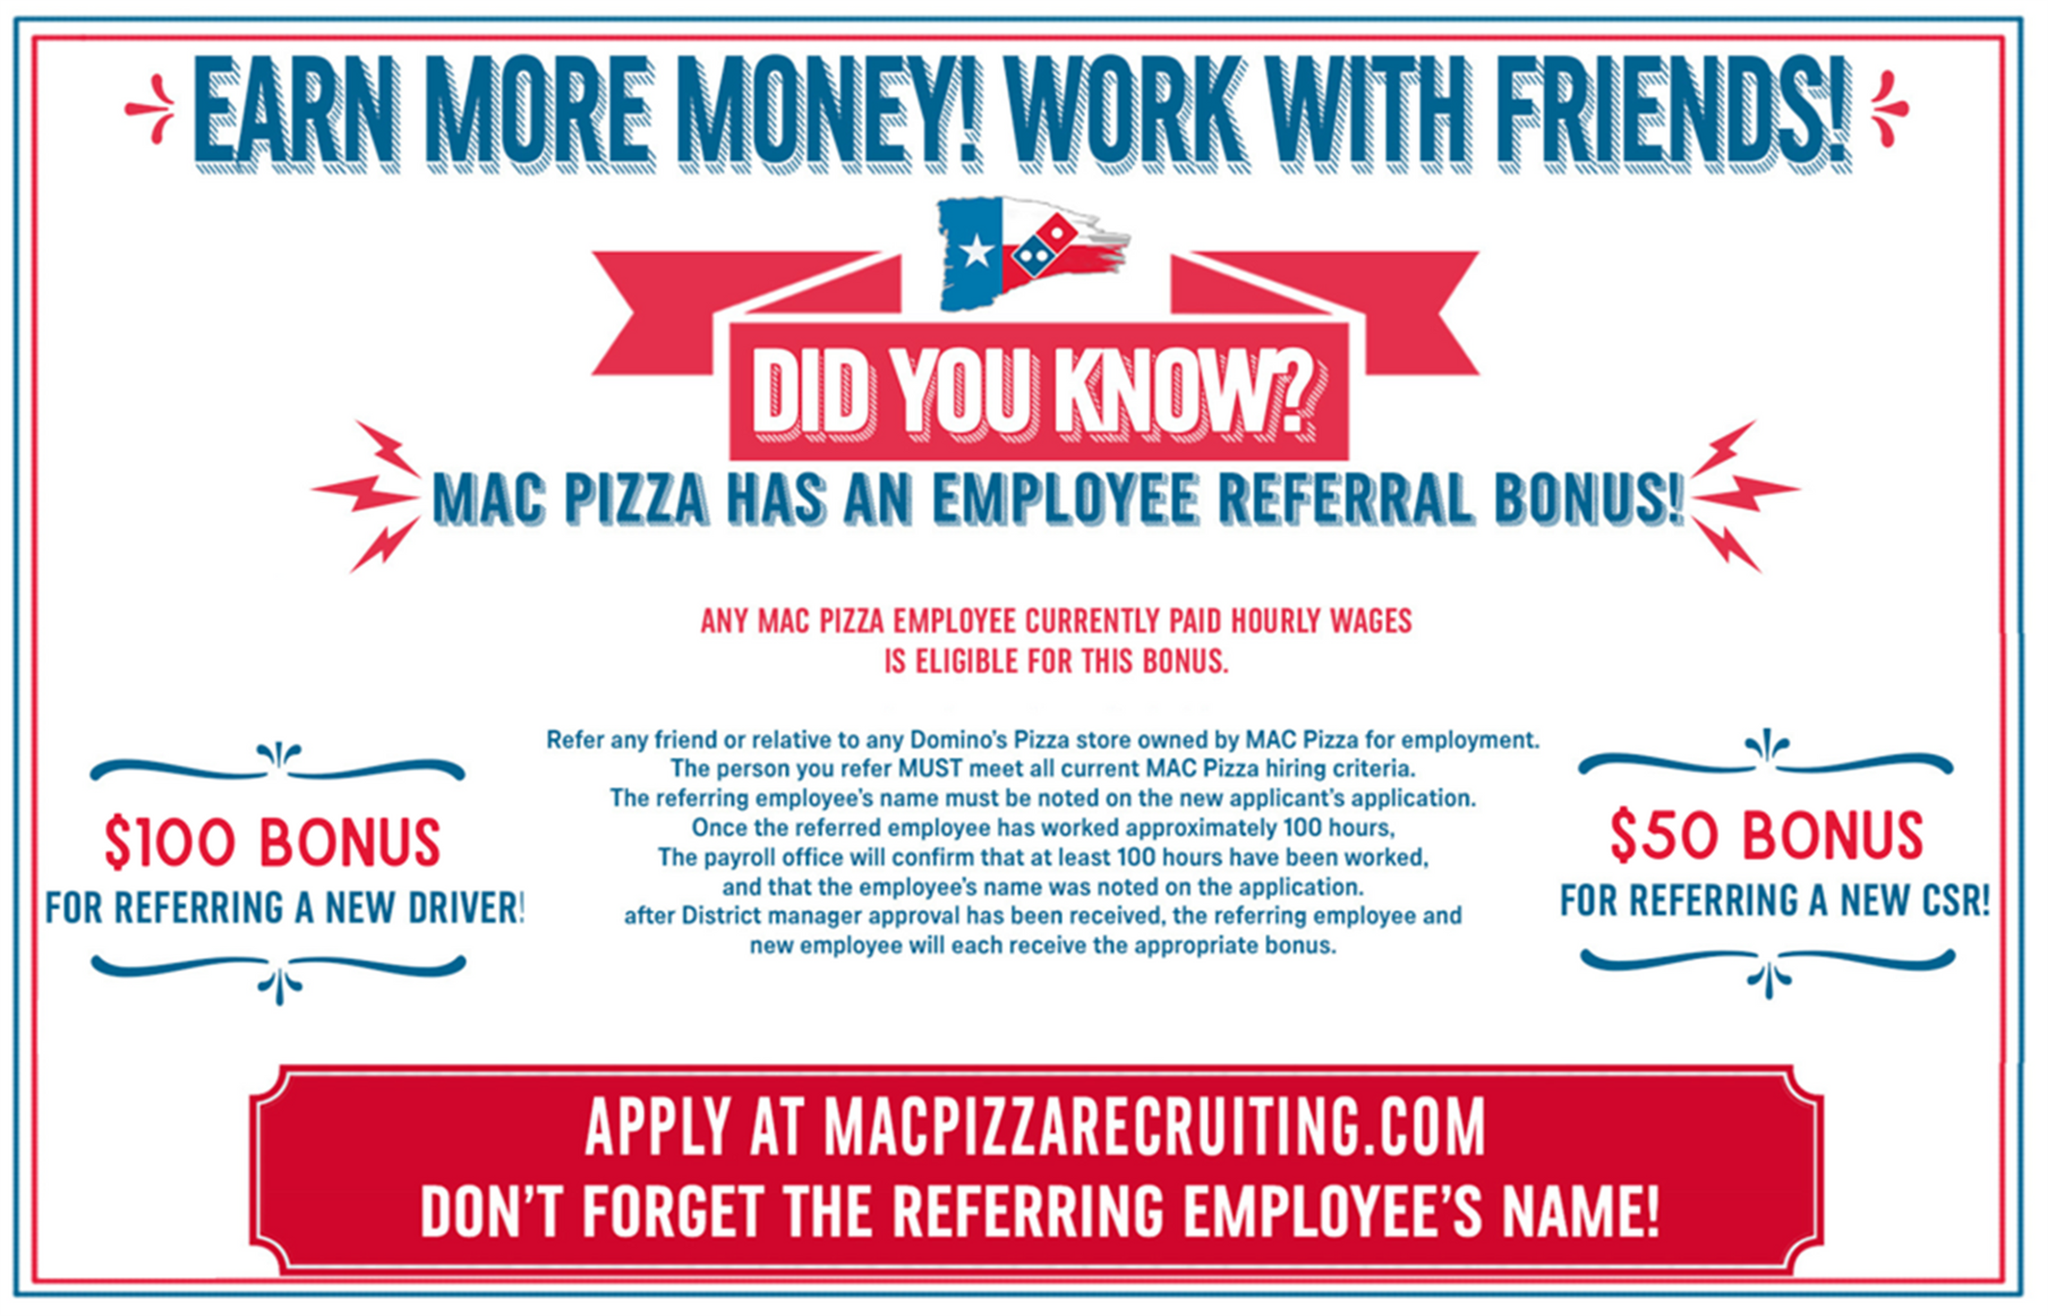 EARN MORE MONEY! WORK WITH FRIENDS!
DID YOU KNOW?
MAC PIZZA HAS AN EMPLOYEE REFERRAL BONUS!
ANY MAC PIZZA EMPLOYEE CURRENTLY PAID HOURLY WAGES
IS ELIGIBLE FOR THIS BONUS.
Refer any friend or relative to any Domino's Pizza store owned by MAC Pizza for employment.
The person you refer MUST meet all current MAC Pizza hiring criteria.
The referring employee's name must be noted on the new applicant's application.
Once the referred employee has worked approximately 100 hours,
The payroll office will confirm that at least 100 hours have been worked,
and that the employee's name was noted on the application.
after District manager approval has been received, the referring employee and
new employee will each receive the appropriate bonus.
$100 BONUS
FOR REFERRING A NEW DRIVER!
$50 BONUS
FOR REFERRING A NEW CSR!
APPLY AT MACPIZZARECRUITING.COM
DON'T FORGET THE REFERRING EMPLOYEE'S NAME!